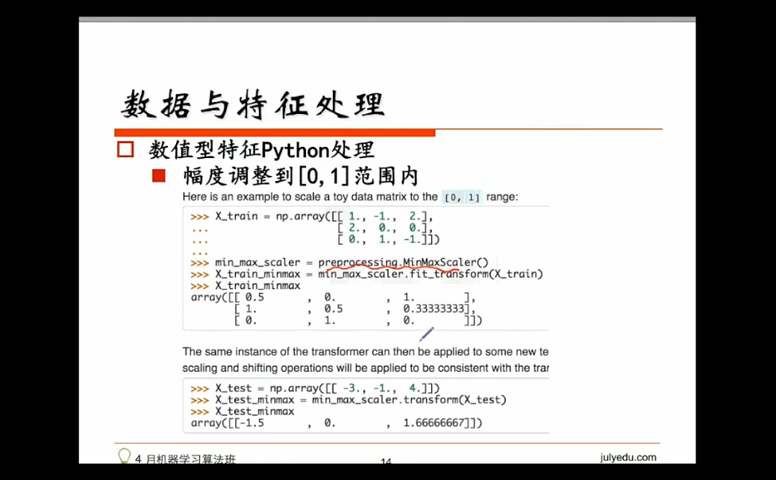 数据与特征处理
数值型特征Python处理
幅度调整到[0,1]范围内
Here is an example to scale a toy data matrix to the [0, 1] range:
>>> X_train = np.array([[ 1., -1., 2.],
... [ 2., 0., 0.],
... [ 0., 1., -1.]])
...
>>> min_max_scaler = preprocessing.MinMaxScaler()
>>> X_train_minmax = min_max_scaler.fit_transform(X_train)
>>> X_train_minmax
array([[ 0.5 , 0. , 1. ],
[ 1. , 0.5 , 0.33333333],
[ 0. , 1. , 0. ]])
The same instance of the transformer can then be applied to some new te
scaling and shifting operations will be applied to be consistent with the trar
>>> X_test = np.array([[ -3., -1., 4.]])
>>> X_test_minmax = min_max_scaler.transform(X_test)
>>> X_test_minmax
array([[-1.5 , 0. , 1.66666667]])
4 月机器学习算法班
14
julyedu.com